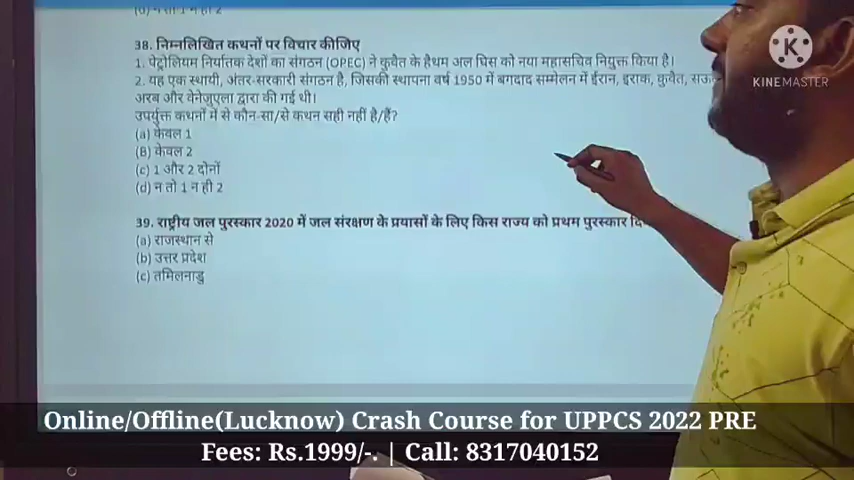 (d) न तो 1 न ही 2
38. निम्नलिखित कथनों पर विचार कीजिए
1. पेट्रोलियम निर्यातक देशों का संगठन (OPEC) ने कुवैत के हैथम अल घिस को नया महासचिव नियुक्त किया है।
2. यह एक स्थायी, अंतर-सरकारी संगठन है, जिसकी स्थापना वर्ष 1950 में बगदाद सम्मेलन में ईरान, इराक, कुवैत, सऊ
अरब और वेनेजुएला द्वारा की गई थी।
उपर्युक्त कथनों में से कौन-सा/से कथन सही नहीं है/हैं?
(a) केवल 1
(B) केवल 2
(c) 1 और 2 दोनों
(d) न तो 1 न ही 2
39. राष्ट्रीय जल पुरस्कार 2020 में जल संरक्षण के प्रयासों के लिए किस राज्य को प्रथम पुरस्कार
(a) राजस्थान से
(b) उत्तर प्रदेश
(c) तमिलनाडु
KINEMASTER
Online/Offline(Lucknow) Crash Course for UPPCS 2022 PRE
Fees: Rs.1999/-. | Call: 8317040152